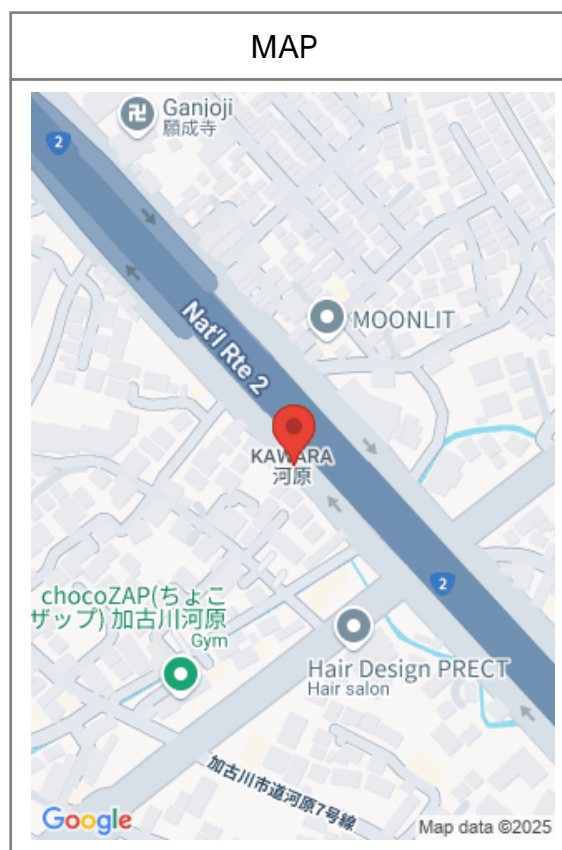 MAP
Ganjoji
願成寺
2
MOONLIT
Nat'l Rte 2
KAWARA
河原
2
chocoZAP(ちょこ
ザップ) 加古川河原
Gym
Hair Design PRECT
Hair salon
加古川市道河原7号線
Google
Map data ©2025